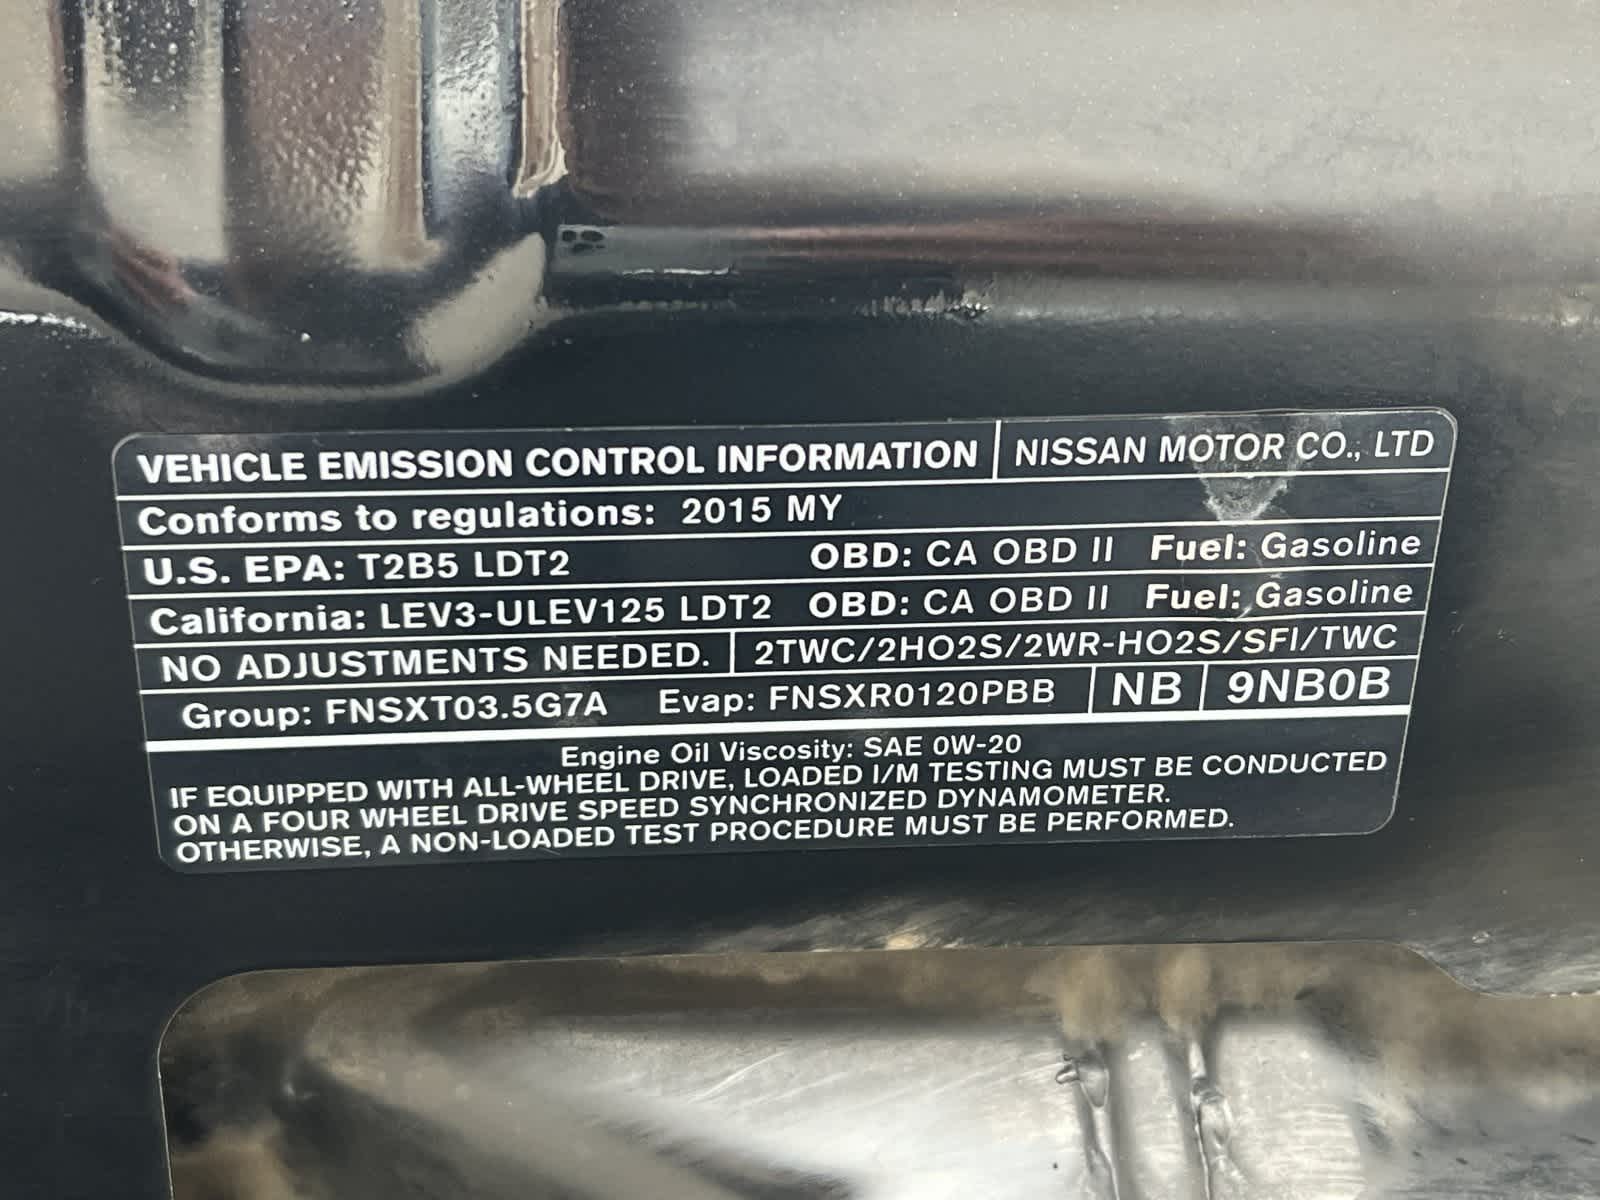 VEHICLE EMISSION CONTROL INFORMATION NISSAN MOTOR CO., LTD
Conforms to regulations: 2015 MY
U.S. EPA: T2B5 LDT2 OBD: CA OBD II Fuel: Gasoline
California: LEV3-ULEV125 LDT2 OBD: CA OBD II Fuel: Gasoline
NO ADJUSTMENTS NEEDED. 2TWC/2HO2S/2WR-HO2S/SFI/TWC
Group: FNSXT03.5G7A Evap: FNSXR0120PBB NB 9NB0B
Engine Oil Viscosity: SAE 0W-20
IF EQUIPPED WITH ALL-WHEEL DRIVE, LOADED I/M TESTING MUST BE CONDUCTED
ON A FOUR WHEEL DRIVE SPEED SYNCHRONIZED DYNAMOMETER.
OTHERWISE, A NON-LOADED TEST PROCEDURE MUST BE PERFORMED.